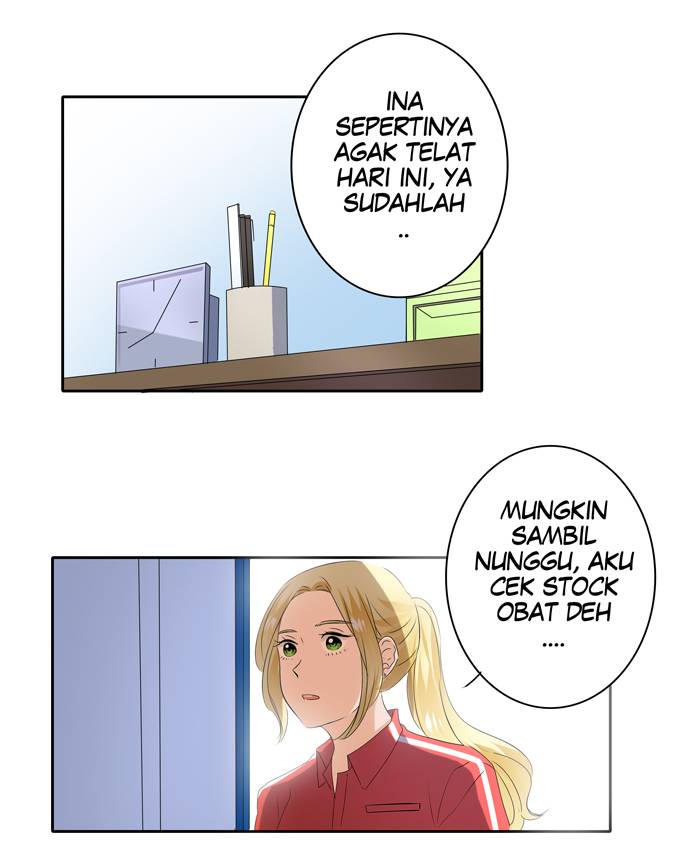 INA
SEPERTINYA
AGAK TELAT
HARI INI, YA
SUDAHLAH
..
MUNGKIN
SAMBIL
NUNGGU, AKU
CEK STOCK
OBAT DEH
....